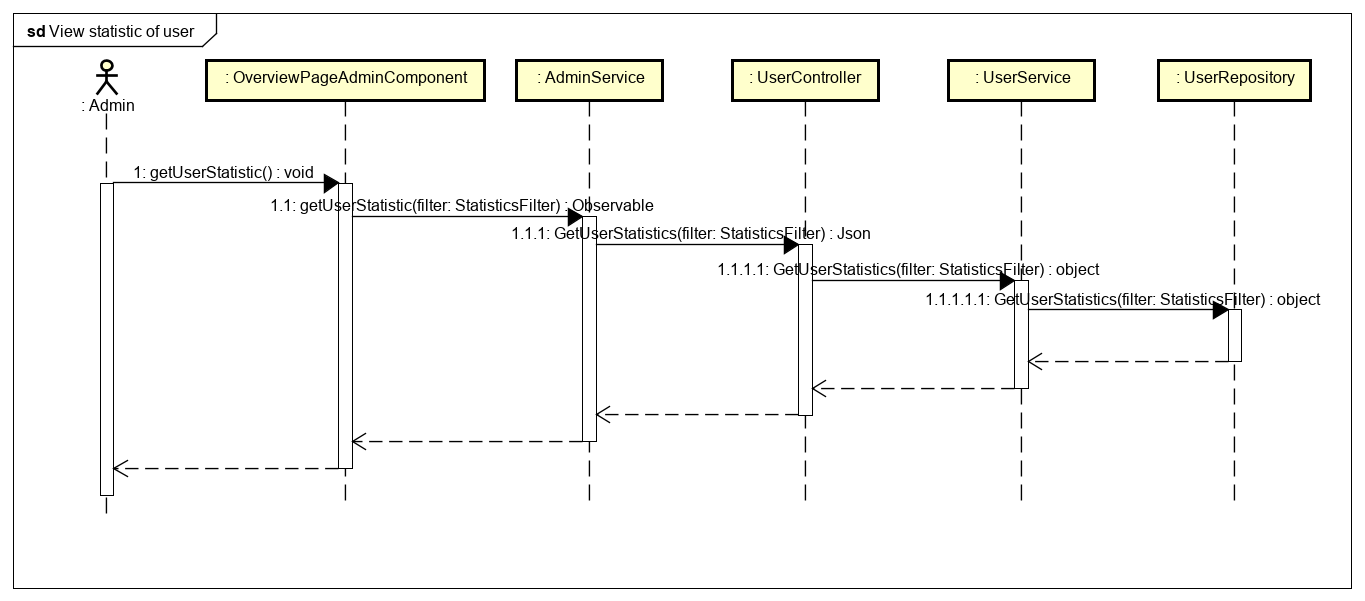 sd View statistic of user
: Admin
: OverviewPageAdminComponent
: AdminService
: UserController
: UserService
: UserRepository
1: getUserStatistic() : void
1.1: getUserStatistic(filter: StatisticsFilter) : Observable
1.1.1: GetUserStatistics(filter: StatisticsFilter) : Json
1.1.1.1: GetUserStatistics(filter: StatisticsFilter) : object
1.1.1.1.1: GetUserStatistics(filter: StatisticsFilter) : object